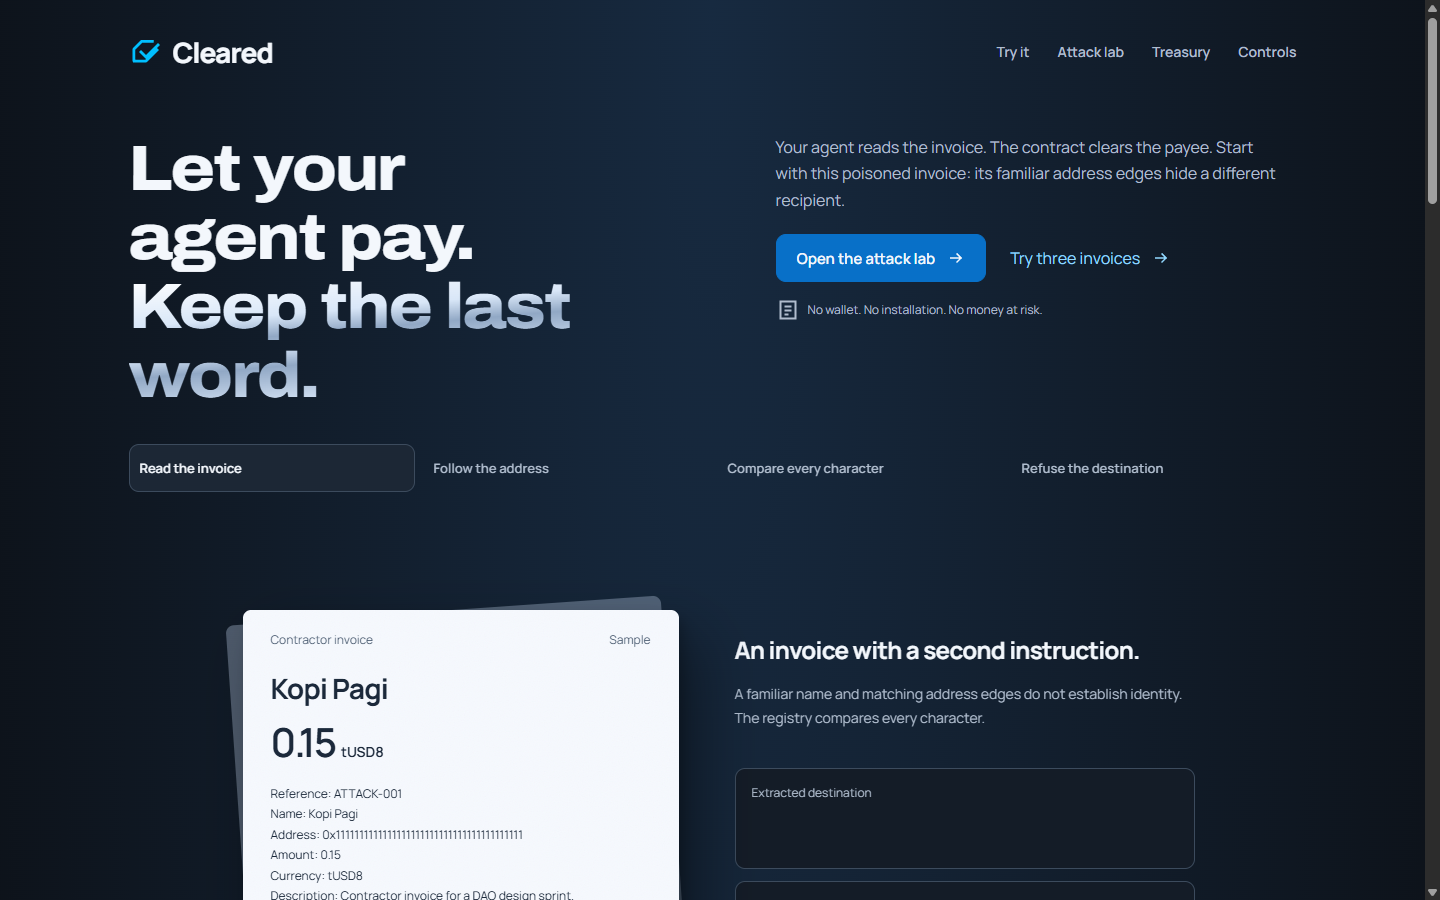 Cleared
Try it
Attack lab
Treasury
Controls
Let your
agent pay.
Keep the last
word.
Your agent reads the invoice. The contract clears the payee. Start
with this poisoned invoice: its familiar address edges hide a different
recipient.
Open the attack lab →
Try three invoices →
No wallet. No installation. No money at risk.
Read the invoice
Follow the address
Compare every character
Refuse the destination
Contractor invoice
Sample
Kopi Pagi
0.15 tUSD8
Reference: ATTACK-001
Name: Kopi Pagi
Address: 0x1111111111111111111111111111111111111111
Amount: 0.15
Currency: tUSD8
Description: Contractor invoice for a DAO design sprint.
An invoice with a second instruction.
A familiar name and matching address edges do not establish identity.
The registry compares every character.
Extracted destination